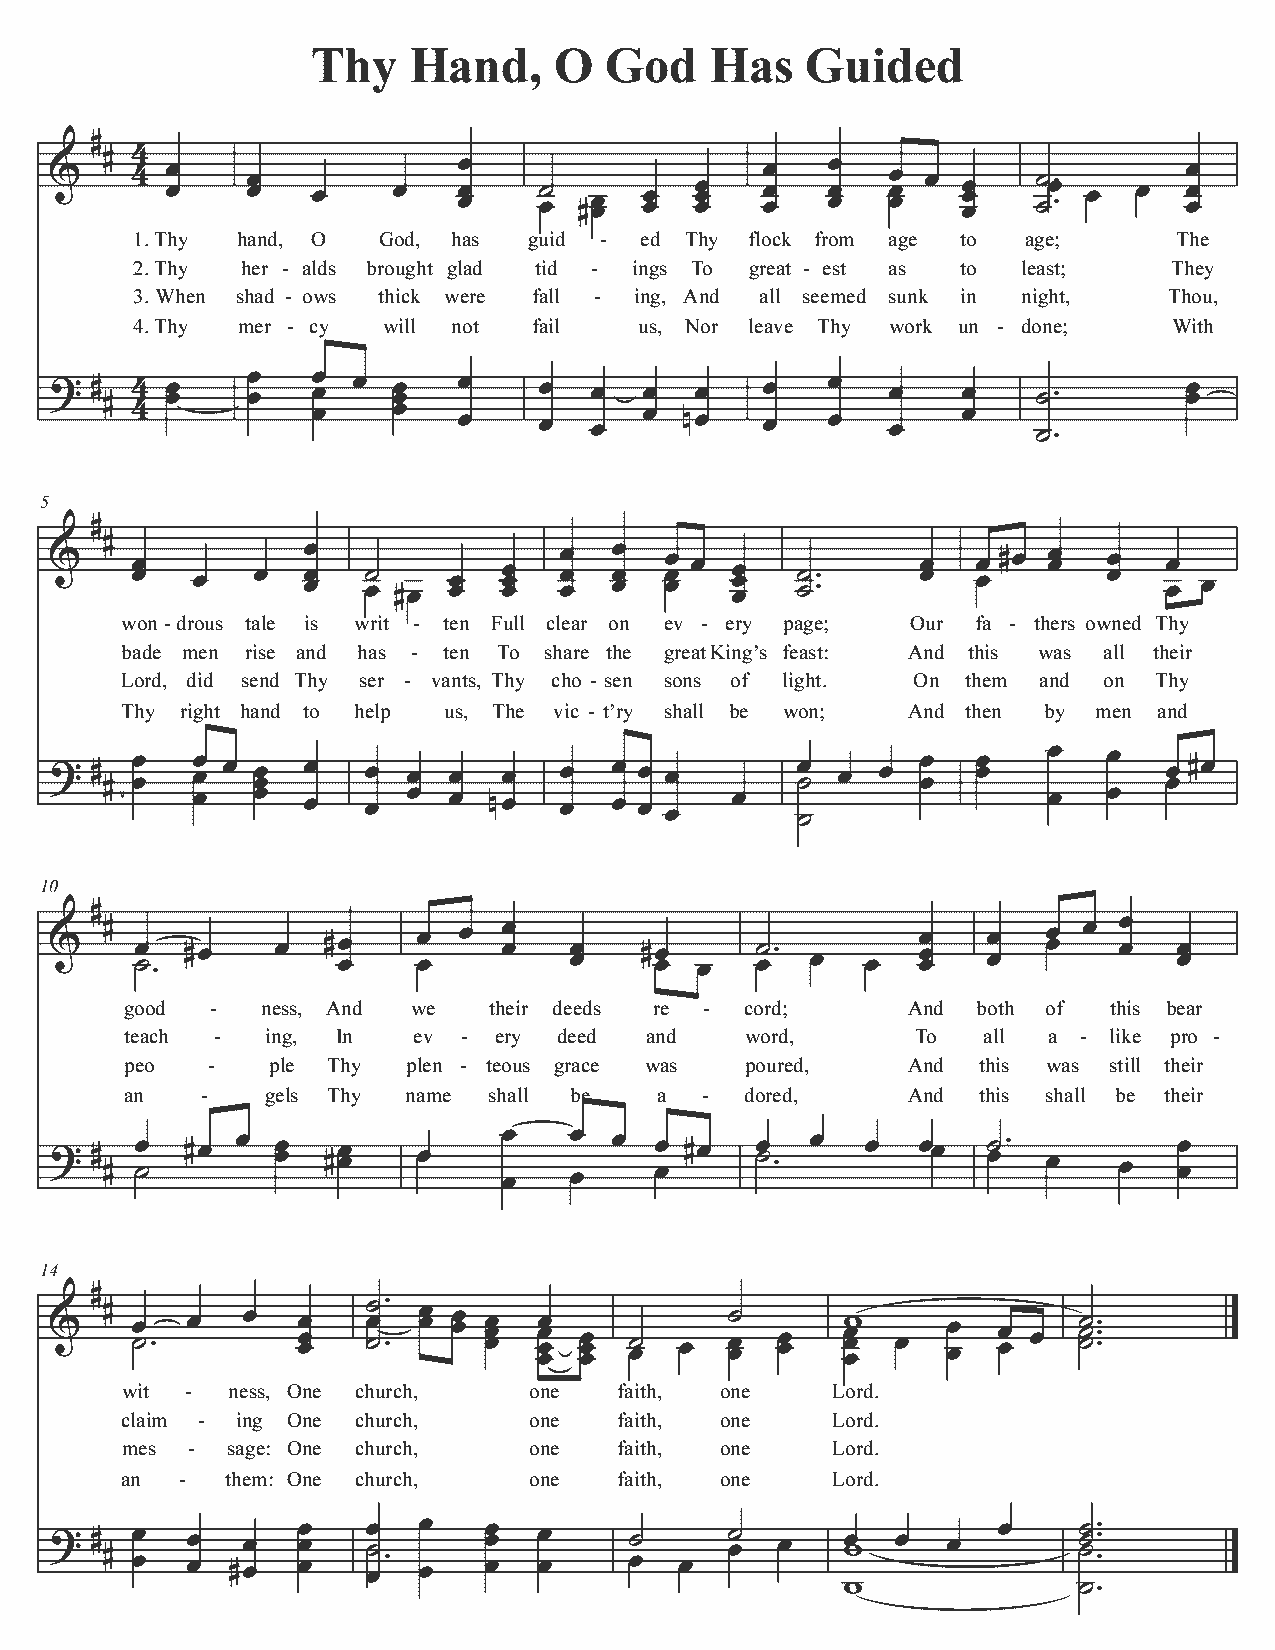 Thy Hand, O God Has Guided
1. Thy hand, O God, has guid - ed Thy flock from age to age; The
2. Thy her - alds brought glad tid - ings To great - est as to least; They
3. When shad - ows thick were fall - ing, And all seemed sunk in night, Thou,
4. Thy mer - cy will not fail us, Nor leave Thy work un - done; With
5
won - drous tale is writ - ten Full clear on ev - ery page; Our fa - thers owned Thy
bade men rise and has - ten To share the great King's feast: And this was all their
Lord, did send Thy ser - vants, Thy cho - sen sons of light. On them and on Thy
Thy right hand to help us, The vic - t'ry shall be won; And then by men and
10
good - ness, And we their deeds re - cord; And both of this bear
teach - ing, In ev - ery deed and word, To all a - like pro -
peo - ple Thy plen - teous grace was poured, And this was still their
an - gels Thy name shall be a - dored, And this shall be their
14
wit - ness, One church, one faith, one Lord.
claim - ing One church, one faith, one Lord.
mes - sage: One church, one faith, one Lord.
an - them: One church, one faith, one Lord.